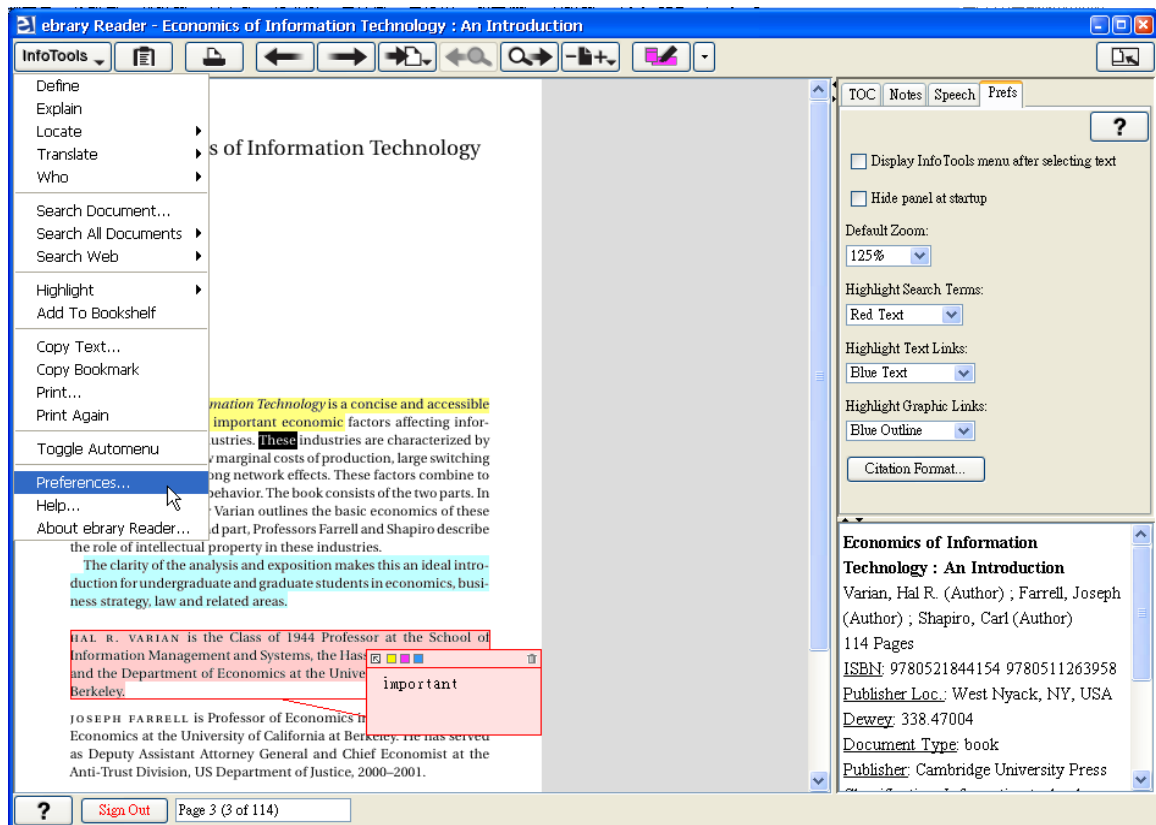 ebrary Reader - Economics of Information Technology : An Introduction
InfoTools
Define
Explain
Locate
Translate
Who
Search Document...
Search All Documents
Search Web
Highlight
Add To Bookshelf
Copy Text...
Copy Bookmark
Print...
Print Again
Toggle Automenu
Preferences...
Help...
About ebrary Reader...
s of Information Technology
mation Technology is a concise and accessible
important economic factors affecting infor-
ustries. These industries are characterized by
marginal costs of production, large switching
ong network effects. These factors combine to
behavior. The book consists of the two parts. In
Varian outlines the basic economics of these
d part, Professors Farrell and Shapiro describe
the role of intellectual property in these industries.
The clarity of the analysis and exposition makes this an ideal intro-
duction for undergraduate and graduate students in economics, busi-
ness strategy, law and related areas.
HAL R. VARIAN is the Class of 1944 Professor at the School of
Information Management and Systems, the Has
and the Department of Economics at the Unive
Berkeley.
important
JOSEPH FARRELL is Professor of Economics
Economics at the University of California at Berkeley. He has served
as Deputy Assistant Attorney General and Chief Economist at the
Anti-Trust Division, US Department of Justice, 2000–2001.
TOC Notes Speech Prefs
?
Display InfoTools menu after selecting text
Hide panel at startup
Default Zoom:
125%
Highlight Search Terms:
Red Text
Highlight Text Links:
Blue Text
Highlight Graphic Links:
Blue Outline
Citation Format...
Economics of Information
Technology : An Introduction
Varian, Hal R. (Author) ; Farrell, Joseph
(Author) ; Shapiro, Carl (Author)
114 Pages
ISBN: 9780521844154 9780511263958
Publisher Loc.: West Nyack, NY, USA
Dewey: 338.47004
Document Type: book
Publisher: Cambridge University Press
? Sign Out Page 3 (3 of 114)